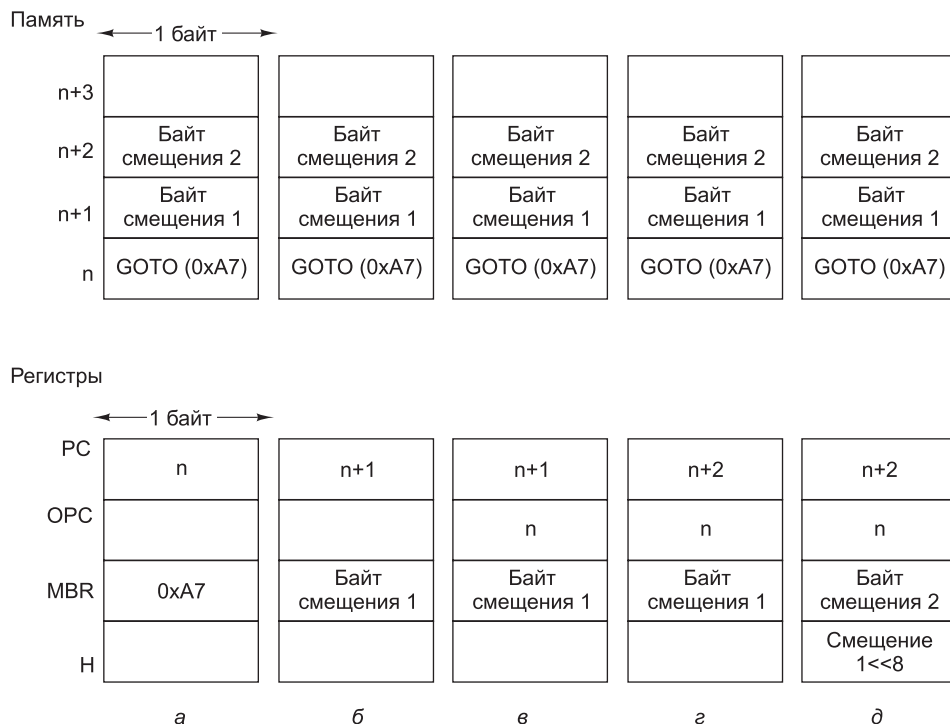 Память
1 байт
n+3
n+2
Байт
смещения 2
Байт
смещения 2
Байт
смещения 2
Байт
смещения 2
Байт
смещения 2
n+1
Байт
смещения 1
Байт
смещения 1
Байт
смещения 1
Байт
смещения 1
Байт
смещения 1
n
GOTO (0xA7)
GOTO (0xA7)
GOTO (0xA7)
GOTO (0xA7)
GOTO (0xA7)
Регистры
1 байт
PC
n
n+1
n+1
n+2
n+2
OPC
n
n
n
MBR
0xA7
Байт
смещения 1
Байт
смещения 1
Байт
смещения 1
Байт
смещения 2
H
Смещение
1<<8
а
б
в
г
д